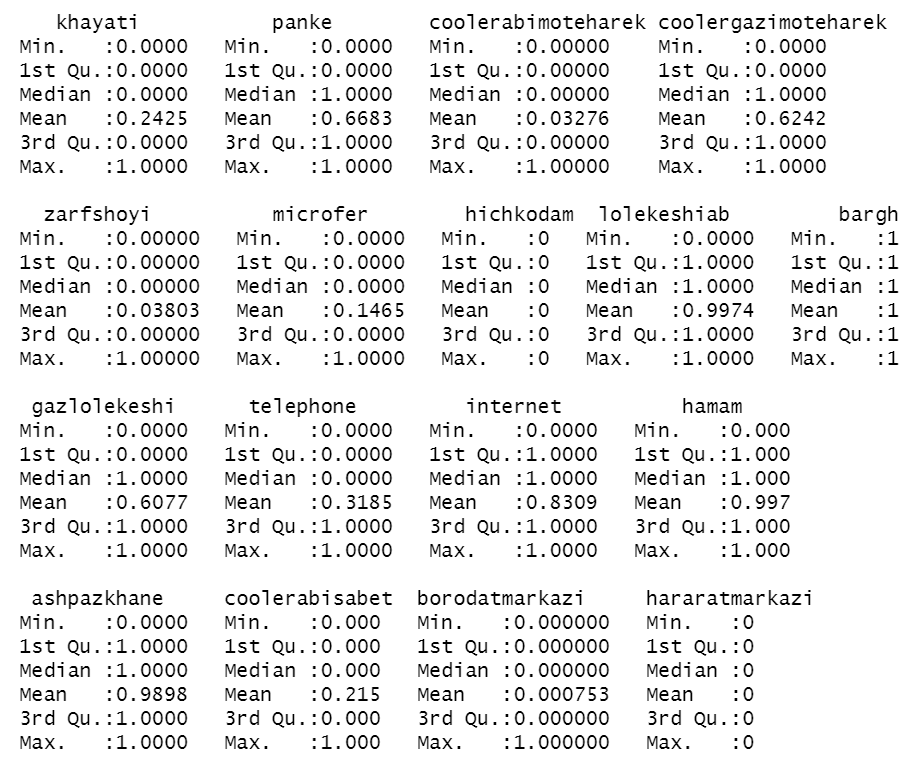 khayati panke coolerabimoteharek coolergazimoteharek
Min. :0.0000 Min. :0.0000 Min. :0.00000 Min. :0.0000
1st Qu.:0.0000 1st Qu.:0.0000 1st Qu.:0.00000 1st Qu.:0.0000
Median :0.0000 Median :1.0000 Median :0.00000 Median :1.0000
Mean :0.2425 Mean :0.6683 Mean :0.03276 Mean :0.6242
3rd Qu.:0.0000 3rd Qu.:1.0000 3rd Qu.:0.00000 3rd Qu.:1.0000
Max. :1.0000 Max. :1.0000 Max. :1.00000 Max. :1.0000
zarfshoyi microfer hichkodam lolekeshiab bargh
Min. :0.00000 Min. :0.0000 Min. :0 Min. :0.0000 Min. :1
1st Qu.:0.00000 1st Qu.:0.0000 1st Qu.:0 1st Qu.:1.0000 1st Qu.:1
Median :0.00000 Median :0.0000 Median :0 Median :1.0000 Median :1
Mean :0.03803 Mean :0.1465 Mean :0 Mean :0.9974 Mean :1
3rd Qu.:0.00000 3rd Qu.:0.0000 3rd Qu.:0 3rd Qu.:1.0000 3rd Qu.:1
Max. :1.00000 Max. :1.0000 Max. :0 Max. :1.0000 Max. :1
gazlolekeshi telephone internet hamam
Min. :0.0000 Min. :0.0000 Min. :0.0000 Min. :0.000
1st Qu.:0.0000 1st Qu.:0.0000 1st Qu.:1.0000 1st Qu.:1.000
Median :1.0000 Median :0.0000 Median :1.0000 Median :1.000
Mean :0.6077 Mean :0.3185 Mean :0.8309 Mean :0.997
3rd Qu.:1.0000 3rd Qu.:1.0000 3rd Qu.:1.0000 3rd Qu.:1.000
Max. :1.0000 Max. :1.0000 Max. :1.0000 Max. :1.000
ashpazkhane coolerabisabet borodatmarkazi hararatmarkazi
Min. :0.0000 Min. :0.000 Min. :0.000000 Min. :0
1st Qu.:1.0000 1st Qu.:0.000 1st Qu.:0.000000 1st Qu.:0
Median :1.0000 Median :0.000 Median :0.000000 Median :0
Mean :0.9898 Mean :0.215 Mean :0.000753 Mean :0
3rd Qu.:1.0000 3rd Qu.:0.000 3rd Qu.:0.000000 3rd Qu.:0
Max. :1.0000 Max. :1.000 Max. :1.000000 Max. :0